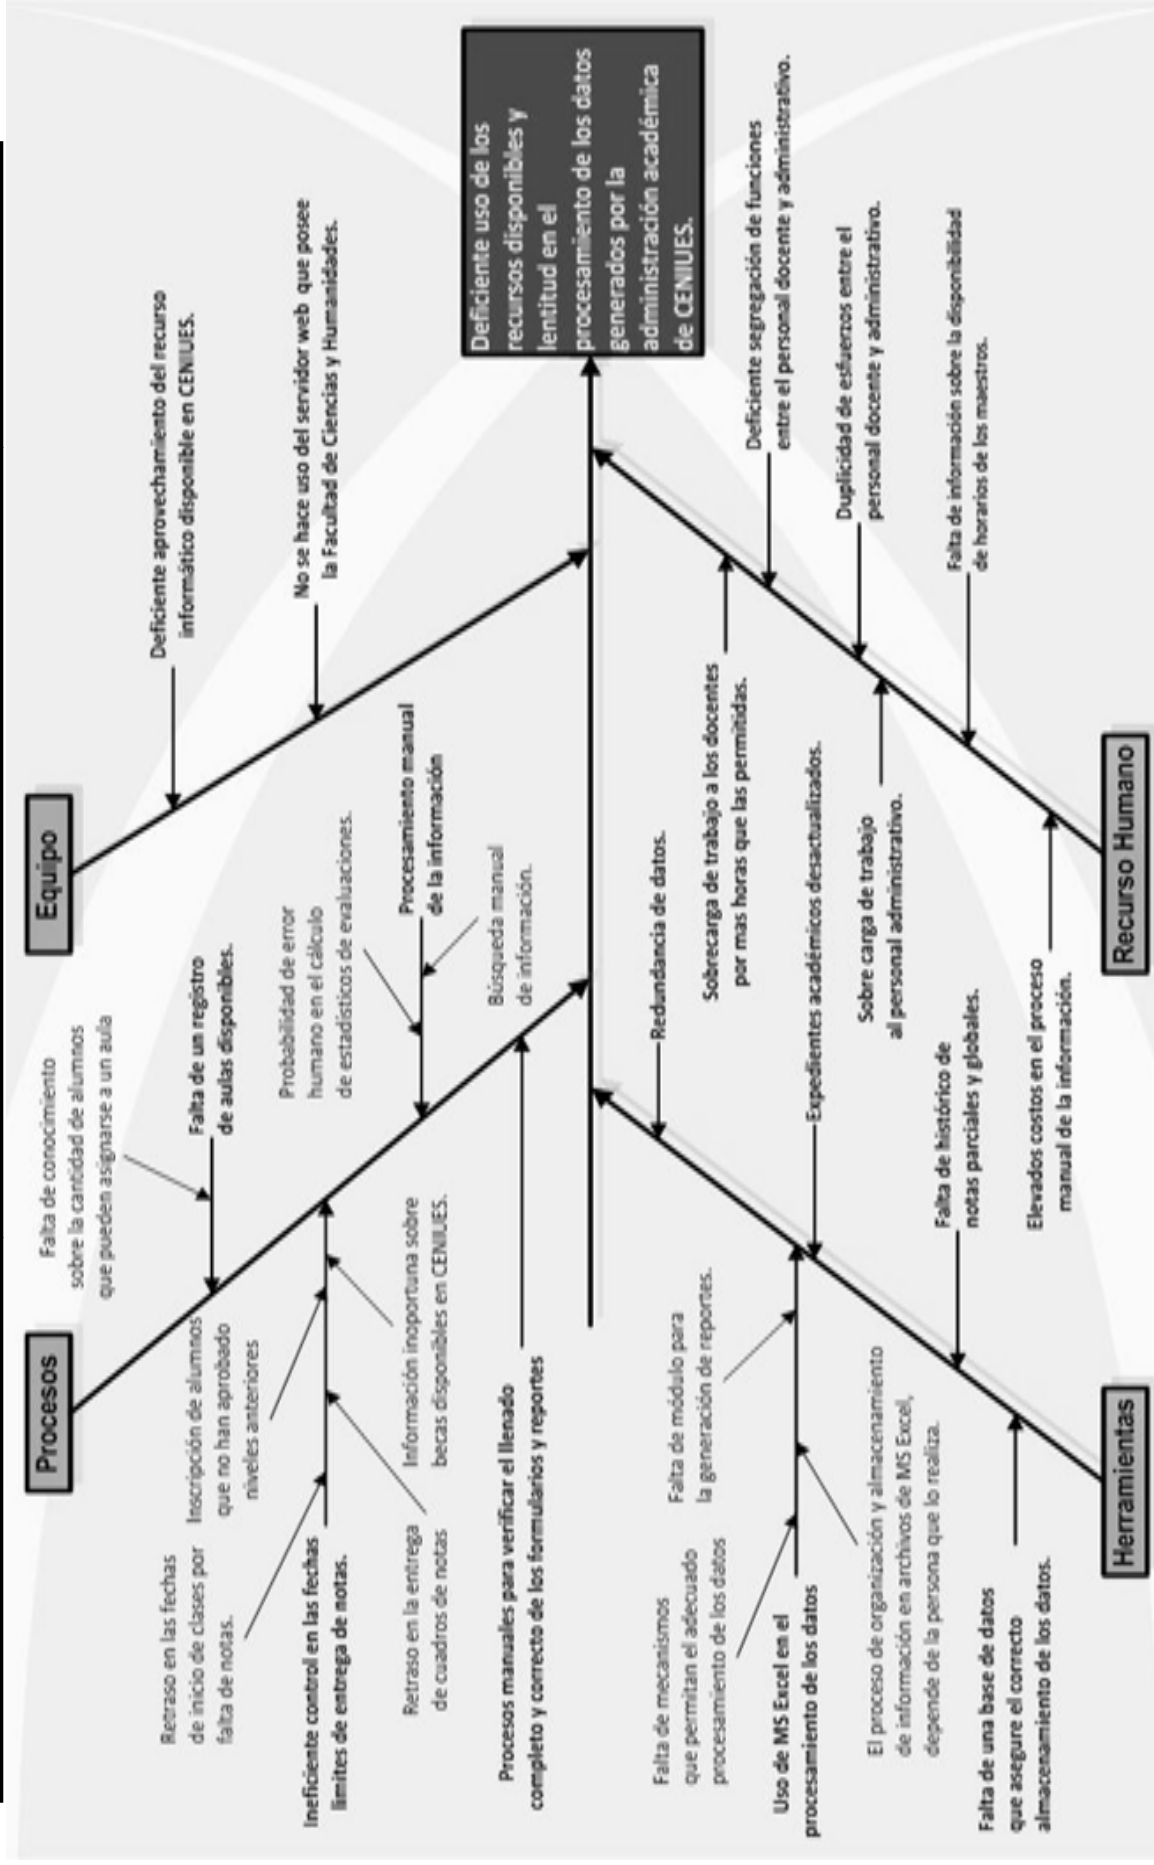 Procesos
Equipo
Falta de conocimiento
sobre la cantidad de alumnos
que pueden asignarse a un aula
Falta de un registro
de aulas disponibles.
Retraso en las fechas
de inicio de clases por
falta de notas.
Inscripción de alumnos
que no han aprobado
niveles anteriores
Ineficiente control en las fechas
límites de entrega de notas.
Información inoportuna sobre
becas disponibles en CENIUES.
Retraso en la entrega
de cuadros de notas
Probabilidad de error
humano en el cálculo
de estadísticos de evaluaciones.
Procesamiento manual
de la información
Búsqueda manual
de información.
Procesos manuales para verificar el llenado
completo y correcto de los formularios y reportes
Deficiente aprovechamiento del recurso
informático disponible en CENIUES.
No se hace uso del servidor web que posee
la Facultad de Ciencias y Humanidades.
Deficiente uso de los
recursos disponibles y
lentitud en el
procesamiento de los datos
generados por la
administración académica
de CENIUES.
Redundancia de datos.
Falta de módulo para
la generación de reportes.
Falta de mecanismos
que permitan el adecuado
procesamiento de los datos
Uso de MS Excel en el
procesamiento de los datos
El proceso de organización y almacenamiento
de información en archivos de MS Excel,
depende de la persona que lo realiza.
Expedientes académicos desactualizados.
Falta de histórico de
notas parciales y globales.
Falta de una base de datos
que asegure el correcto
almacenamiento de los datos.
Sobrecarga de trabajo a los docentes
por mas horas que las permitidas.
Deficiente segregación de funciones
entre el personal docente y administrativo.
Duplicidad de esfuerzos entre el
personal docente y administrativo.
Sobre carga de trabajo
al personal administrativo.
Falta de información sobre la disponibilidad
de horarios de los maestros.
Elevados costos en el proceso
manual de la información.
Herramientas
Recurso Humano